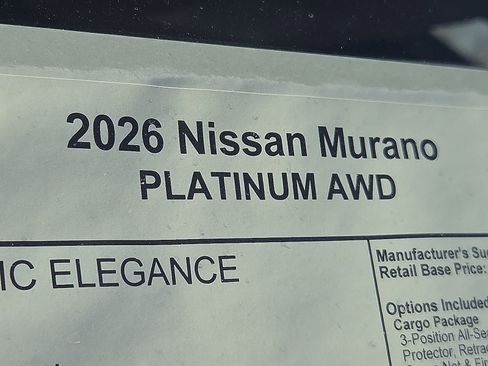 2026 Nissan Murano
PLATINUM AWD
IC ELEGANCE
Manufacturer's Su
Retail Base Price:
Options Included
Cargo Package
3-Position All-Se
Protector, Retra